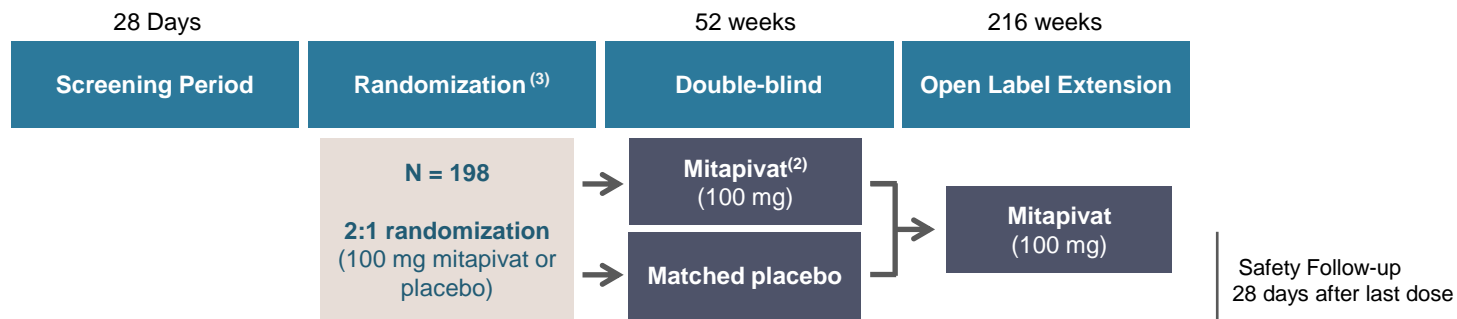 28 Days
52 weeks
216 weeks
Screening Period
Randomization (3)
Double-blind
Open Label Extension
N = 198
2:1 randomization
(100 mg mitapivat or
placebo)
Mitapivat(2)
(100 mg)
Matched placebo
Mitapivat
(100 mg)
Safety Follow-up
28 days after last dose